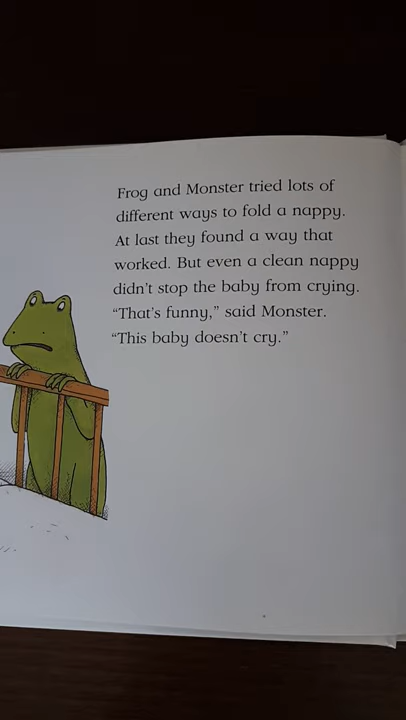 Frog and Monster tried lots of
different ways to fold a nappy.
At last they found a way that
worked. But even a clean nappy
didn't stop the baby from crying.
“That's funny,” said Monster.
“This baby doesn't cry.”